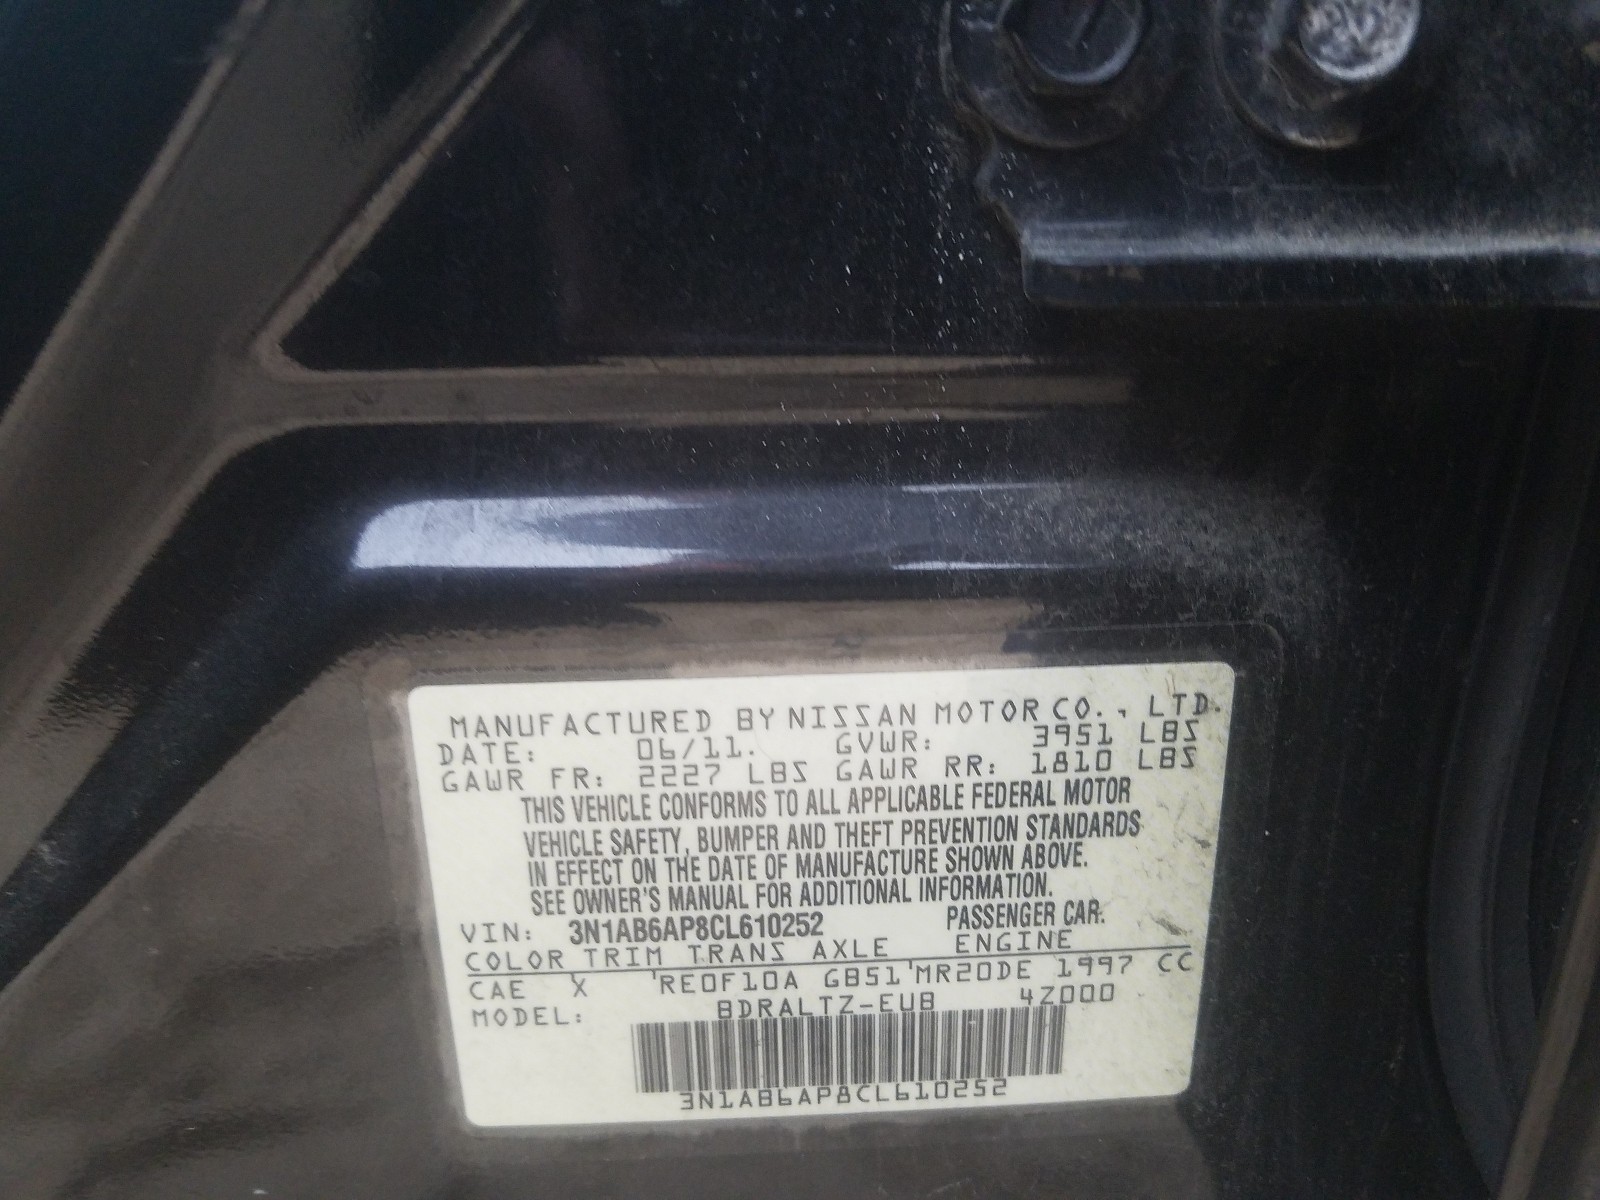 MANUFACTURED BY NISSAN MOTOR CO., LTD.
DATE: 06/11. GVWR: 3951 LBS
GAWR FR: 2227 LBS GAWR RR: 1810 LBS
THIS VEHICLE CONFORMS TO ALL APPLICABLE FEDERAL MOTOR
VEHICLE SAFETY, BUMPER AND THEFT PREVENTION STANDARDS
IN EFFECT ON THE DATE OF MANUFACTURE SHOWN ABOVE.
SEE OWNER'S MANUAL FOR ADDITIONAL INFORMATION.
VIN: 3N1AB6AP8CL610252 PASSENGER CAR.
COLOR TRIM TRANS AXLE ENGINE
CAE X 'RE0F10A GB51'MR20DE 1997 CC
MODEL: BDRALTZ-EUB 4Z000
3N1AB6AP8CL610252